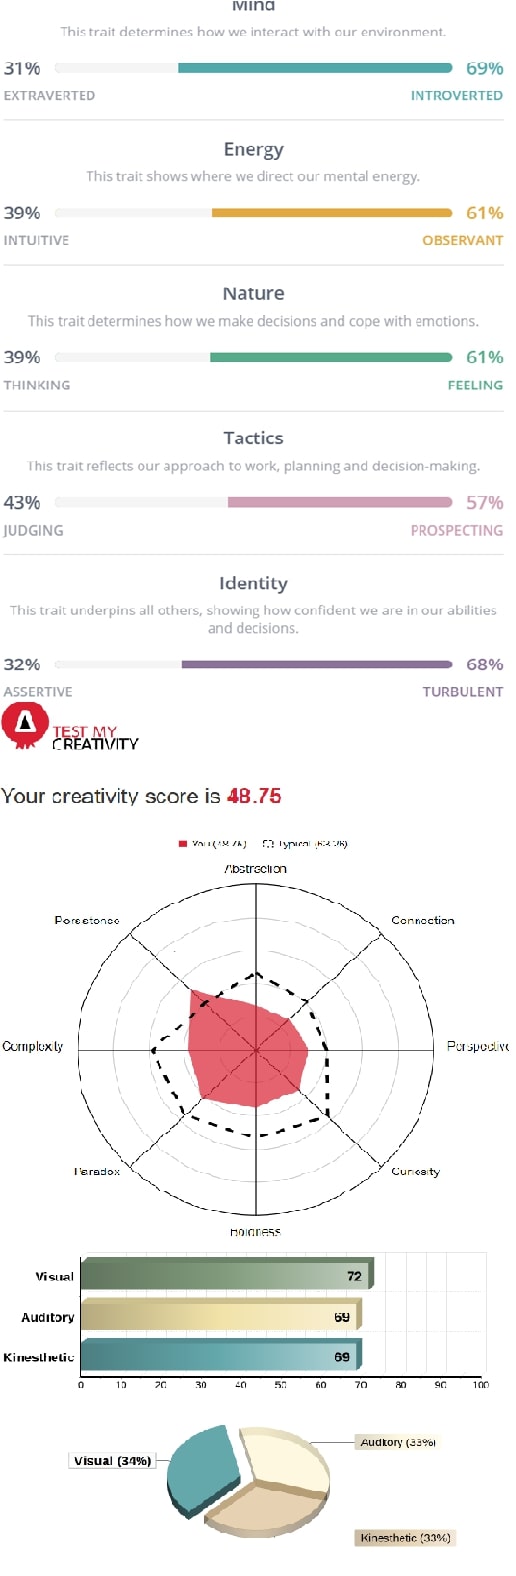 Mind
This trait determines how we interact with our environment.
31% 69%
EXTRAVERTED INTROVERTED
Energy
This trait shows where we direct our mental energy.
39% 61%
INTUITIVE OBSERVANT
Nature
This trait determines how we make decisions and cope with emotions.
39% 61%
THINKING FEELING
Tactics
This trait reflects our approach to work, planning and decision-making.
43% 57%
JUDGING PROSPECTING
Identity
This trait underpins all others, showing how confident we are in our abilities
and decisions.
32% 68%
ASSERTIVE TURBULENT
TEST MY
CREATIVITY
Your creativity score is 48.75
You Typical
Abstraction
Persistence Connection
Complexity Perspective
Paradox Curiosity
Boldness
Visual 72
Auditory 69
Kinesthetic 69
0 10 20 30 40 50 60 70 80 90 100
Auditory (33%)
Visual (34%)
Kinesthetic (33%)